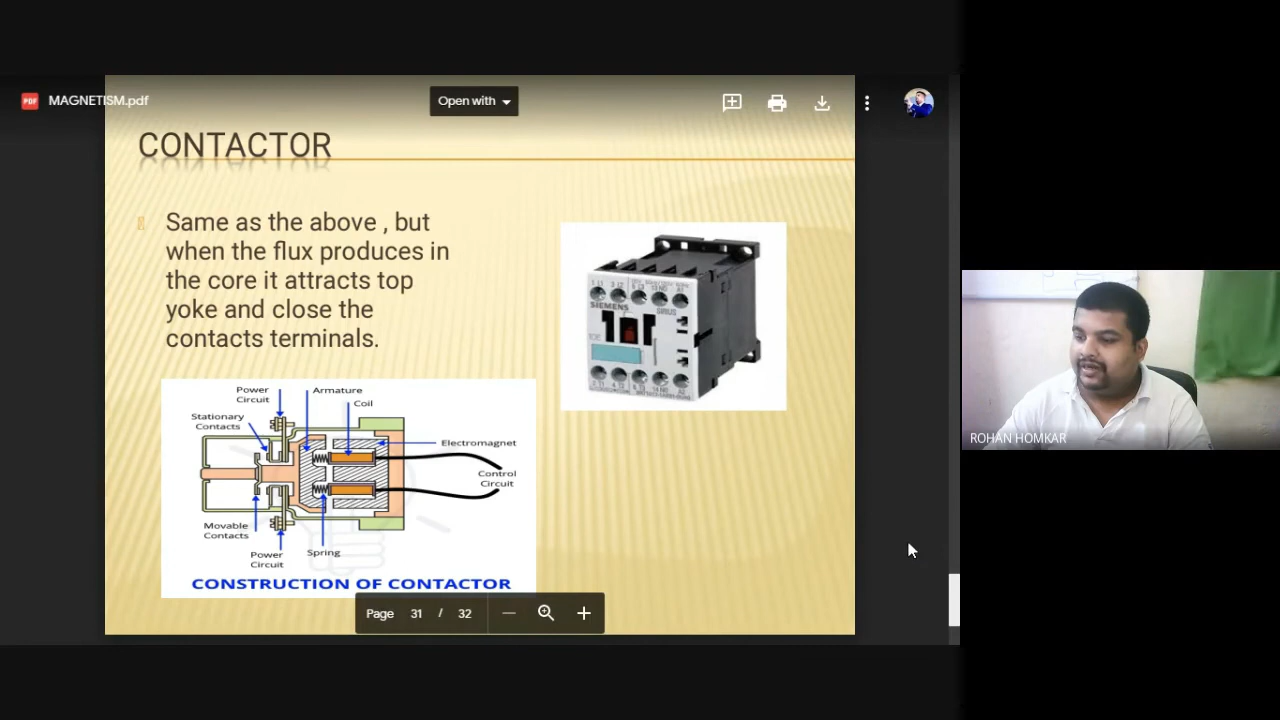 MAGNETISM.pdf
Open with
CONTACTOR
Same as the above , but
when the flux produces in
the core it attracts top
yoke and close the
contacts terminals.
SIEMENS
SIRIUS
Power
Circuit
Armature
Coil
Stationary
Contacts
Electromagnet
Control
Circuit
Movable
Contacts
Power
Circuit
Spring
CONSTRUCTION OF CONTACTOR
Page 31 / 32
ROHAN HOMKAR